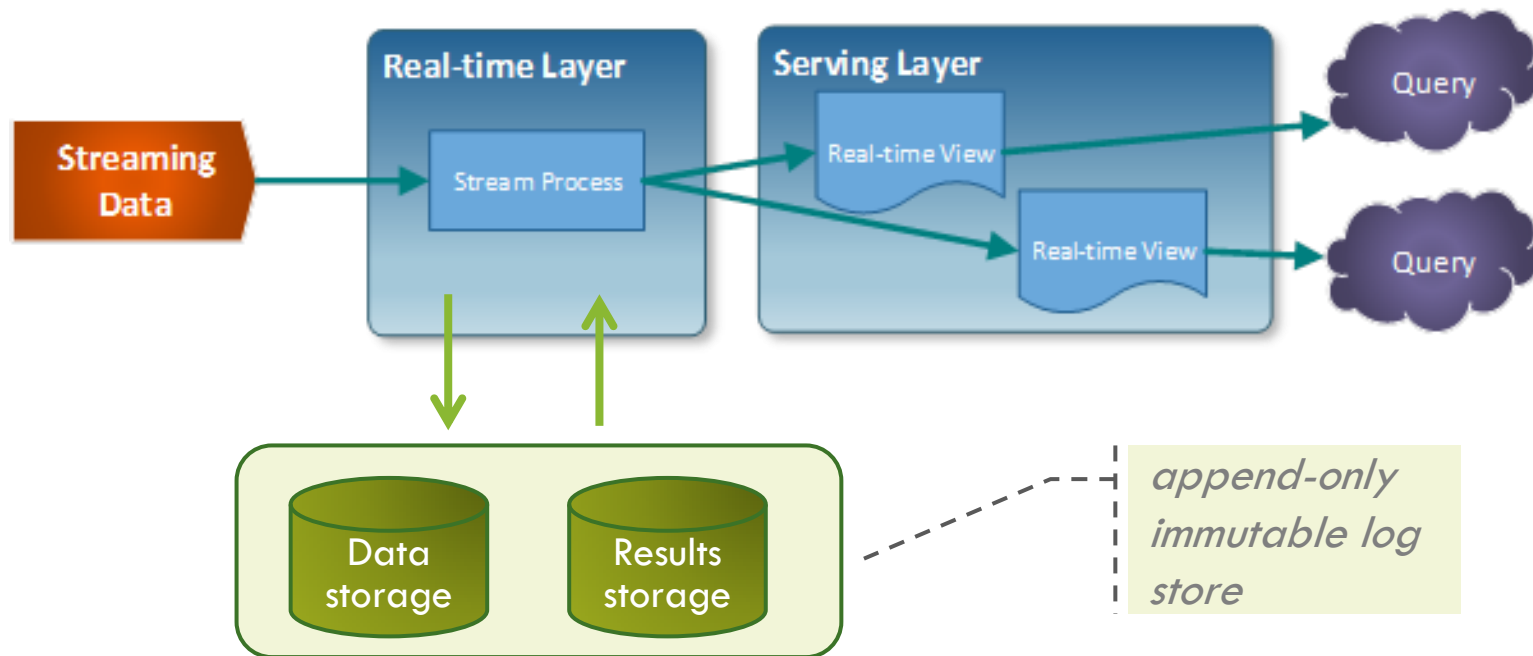 Real-time Layer
Serving Layer
Query
Streaming
Data
Stream Process
Real-time View
Real-time View
Query
Data
storage
Results
storage
append-only
immutable log
store